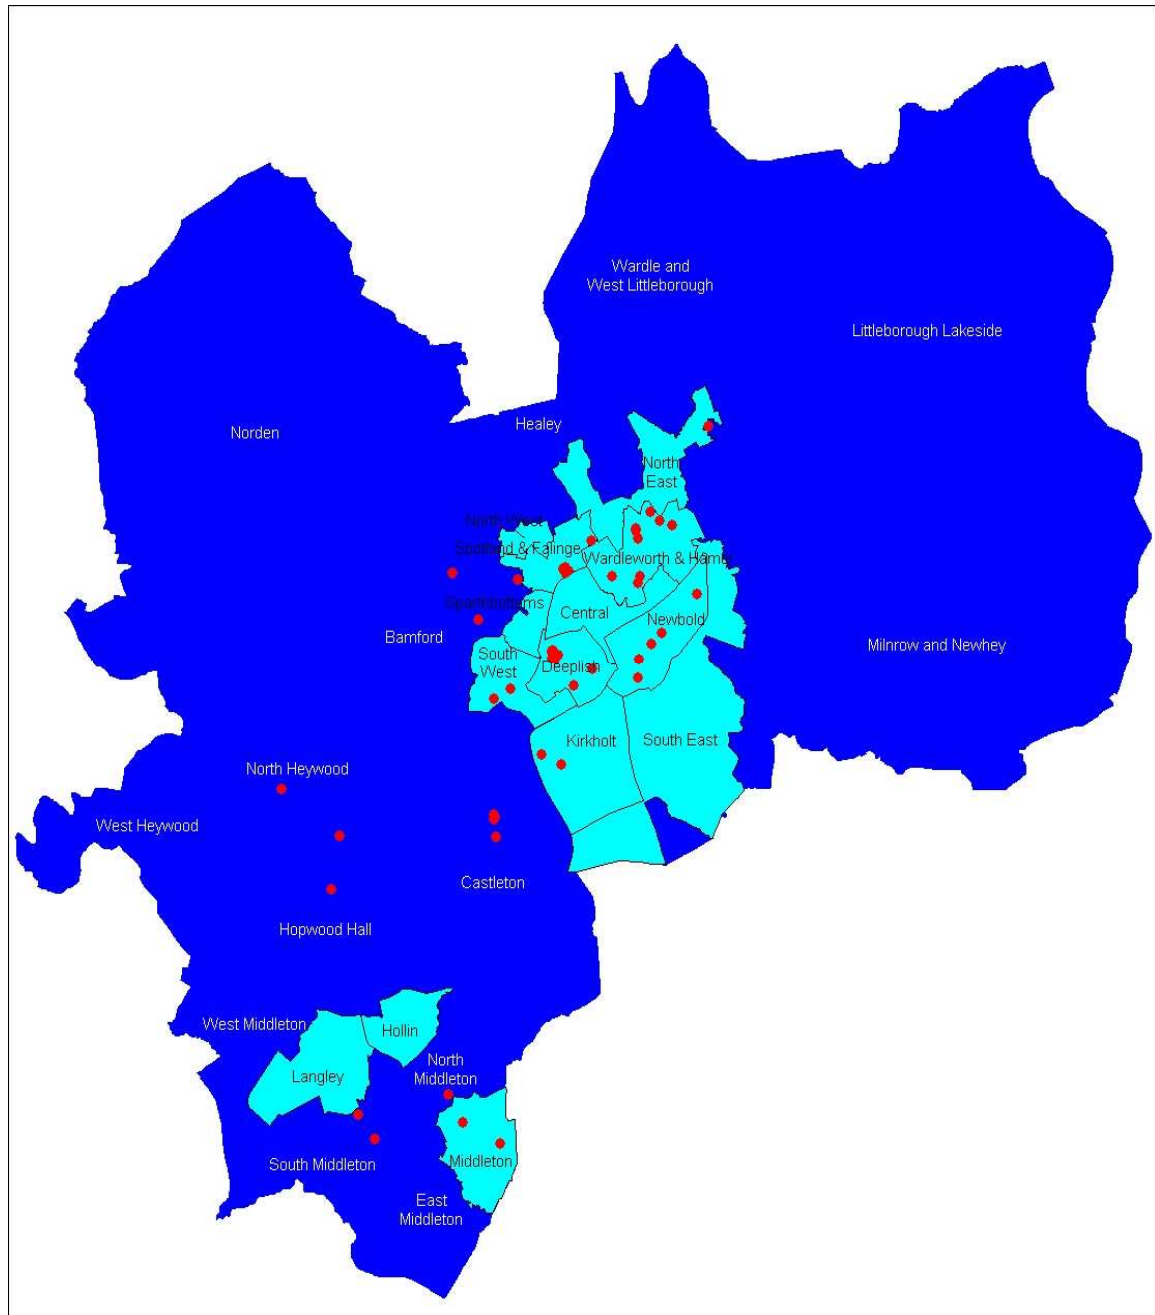 Wardle and
West Littleborough
Littleborough Lakeside
Healey
Norden
North
East
North West
Spotland & Falinge
Wardleworth & Hamer
Sparthbottoms
Central
Newbold
Bamford
South
West
Deeplish
Milnrow and Newhey
Kirkholt
South East
North Heywood
West Heywood
Castleton
Hopwood Hall
West Middleton
Hollin
Langley
North
Middleton
South Middleton
Middleton
East
Middleton